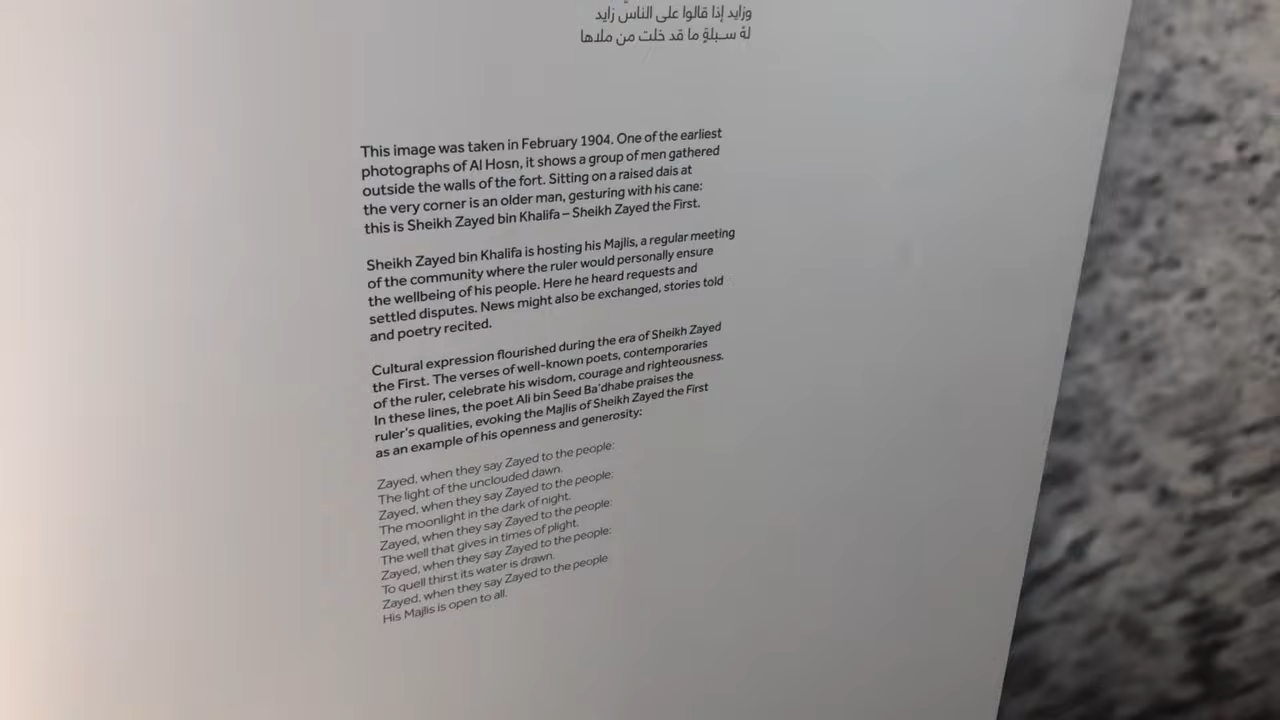 وزايد إذا قالوا على الناس زايد
لهْ سبلةٍ ما قد خلت من ملاها
This image was taken in February 1904. One of the earliest
photographs of Al Hosn, it shows a group of men gathered
outside the walls of the fort. Sitting on a raised dais at
the very corner is an older man, gesturing with his cane:
this is Sheikh Zayed bin Khalifa – Sheikh Zayed the First.
Sheikh Zayed bin Khalifa is hosting his Majlis, a regular meeting
of the community where the ruler would personally ensure
the wellbeing of his people. Here he heard requests and
settled disputes. News might also be exchanged, stories told
and poetry recited.
Cultural expression flourished during the era of Sheikh Zayed
the First. The verses of well-known poets, contemporaries
of the ruler, celebrate his wisdom, courage and righteousness.
In these lines, the poet Ali bin Seed Ba'dhabe praises the
ruler's qualities, evoking the Majlis of Sheikh Zayed the First
as an example of his openness and generosity:
Zayed, when they say Zayed to the people:
The light of the unclouded dawn.
Zayed, when they say Zayed to the people:
The moonlight in the dark of night.
Zayed, when they say Zayed to the people:
The well that gives in times of plight.
Zayed, when they say Zayed to the people:
To quell thirst its water is drawn.
Zayed, when they say Zayed to the people
His Majlis is open to all.